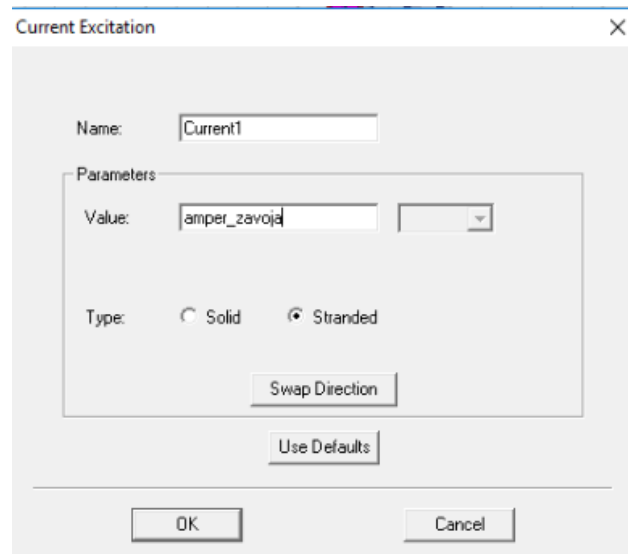 Current Excitation
Name: Current1
Parameters
Value: amper_zavoja
Type: Solid Stranded
Swap Direction
Use Defaults
OK Cancel